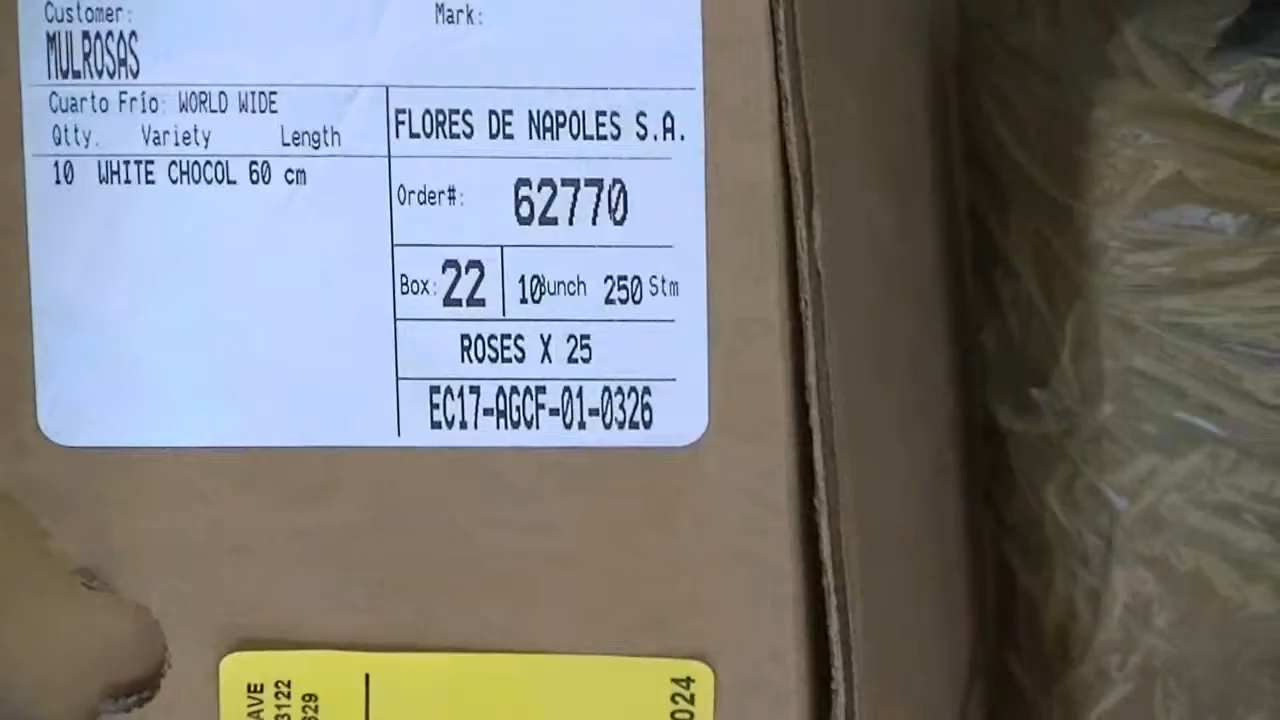 Customer:
Mark:
MULROSAS
Cuarto Frío: WORLD WIDE
Qtty. Variety Length
10 WHITE CHOCOL 60 cm
FLORES DE NAPOLES S.A.
Order#: 62770
Box: 22
10 Bunch 250 Stm
ROSES X 25
EC17-AGCF-01-0326
AVE
3122
329
024